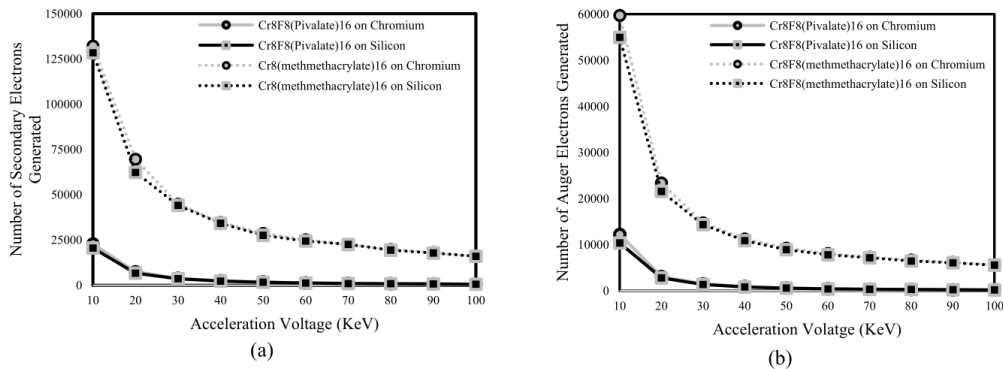 150000
125000
100000
75000
50000
25000
0
Number of Secondary Electrons
Generated
Cr8F8(Pivalate)16 on Chromium
Cr8F8(Pivalate)16 on Silicon
Cr8(methmethacrylate)16 on Chromium
Cr8(methmethacrylate)16 on Silicon
10 20 30 40 50 60 70 80 90 100
Acceleration Voltage (KeV)
(a)
60000
50000
40000
30000
20000
10000
0
Number of Auger Electrons Generated
Cr8F8(Pivalate)16 on Chromium
Cr8F8(Pivalate)16 on Silicon
Cr8F8(methmethacrylate)16 on Chromium
Cr8F8(methmethacrylate)16 on Silicon
10 20 30 40 50 60 70 80 90 100
Acceleration Volatge (KeV)
(b)